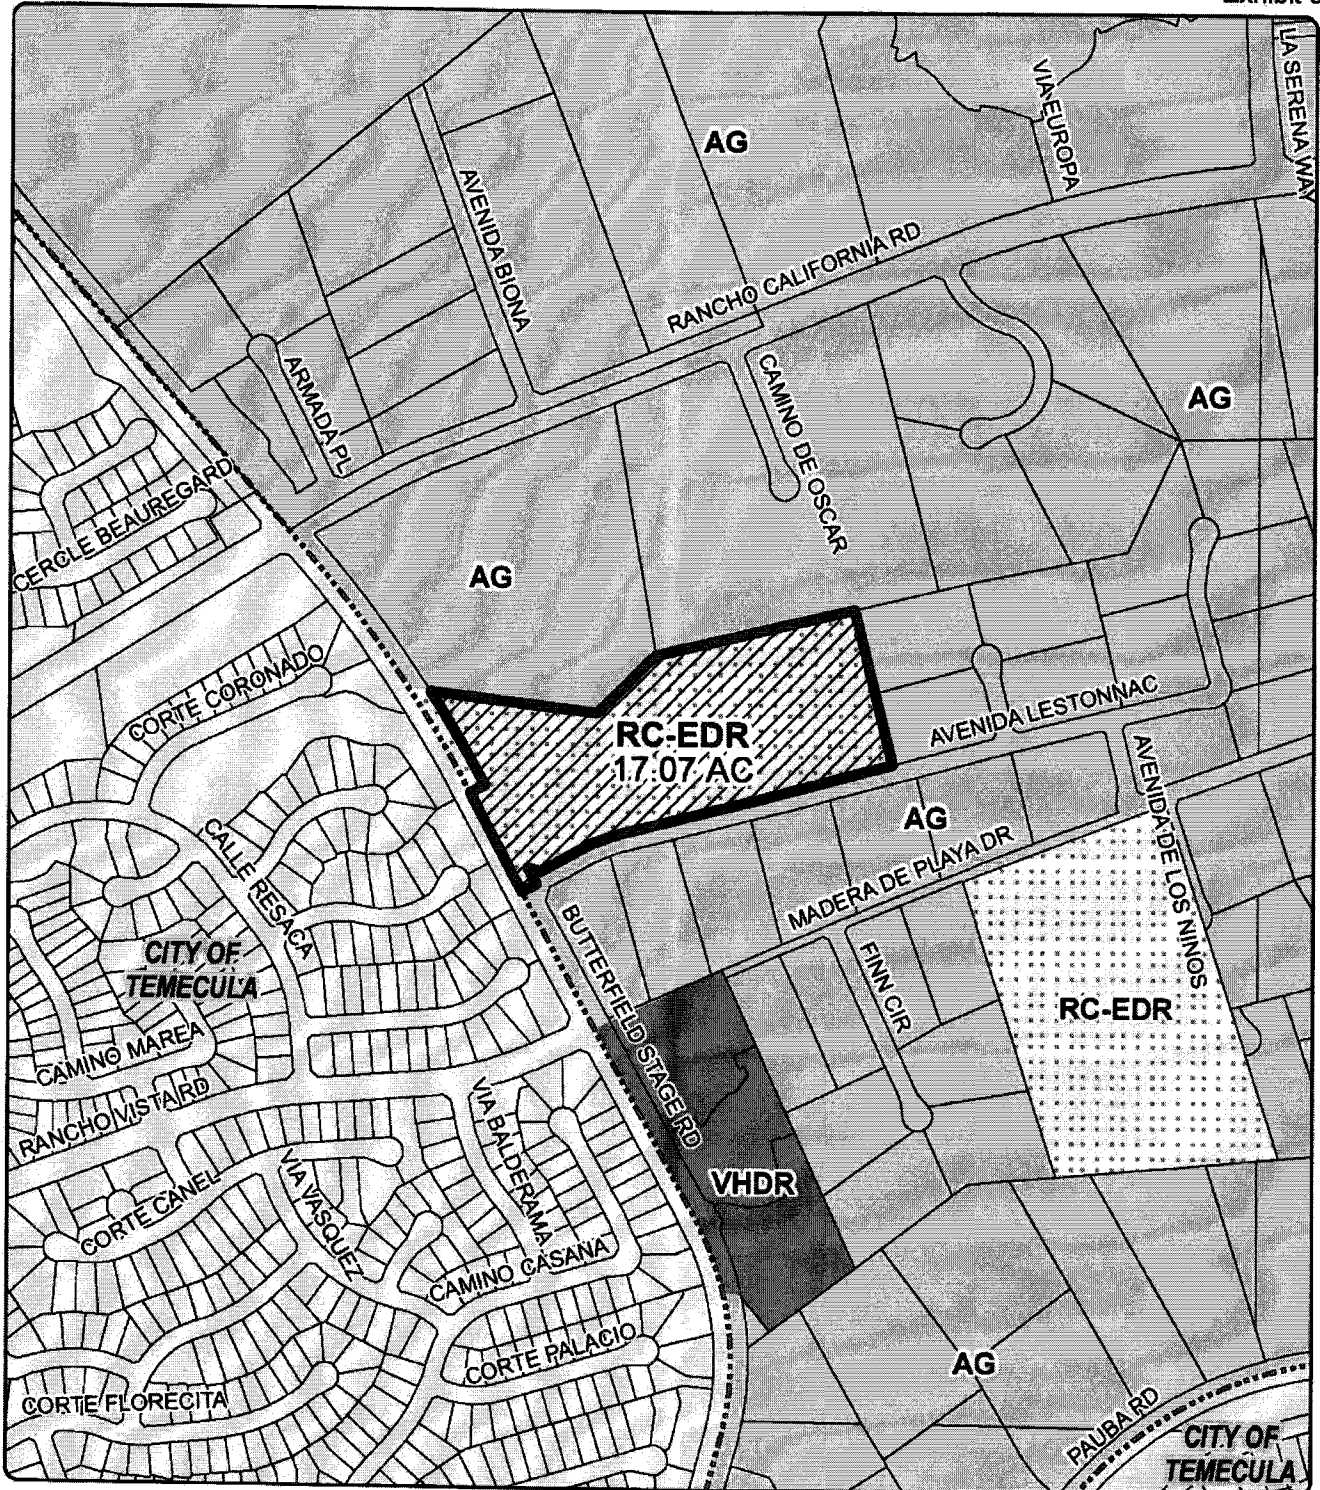 LA SERENA WAY
VIA EUROPA
AG
AVENIDA BIONA
RANCHO CALIFORNIA RD
ARMADA PL
CAMINO DE OSCAR
AG
CERCLE BEAUREGARD
AG
CORTE CORONADO
RC-EDR
17.07 AC
AVENIDA LESTONNAC
AVENIDA DE LOS NINOS
AG
MADERA DE PLAYA DR
CALLE RESACA
CITY OF
TEMECULA
BUTTERFIELD STAGE RD
FINN CIR
RC-EDR
CAMINO MAREA
RANCHO VISTA RD
VIA BALDERAMA
VIA VASQUEZ
CORTE CANEL
VHDR
CAMINO CASANA
CORTE PALACIO
AG
CORTE FLORECITA
PAUBA RD
CITY OF
TEMECULA